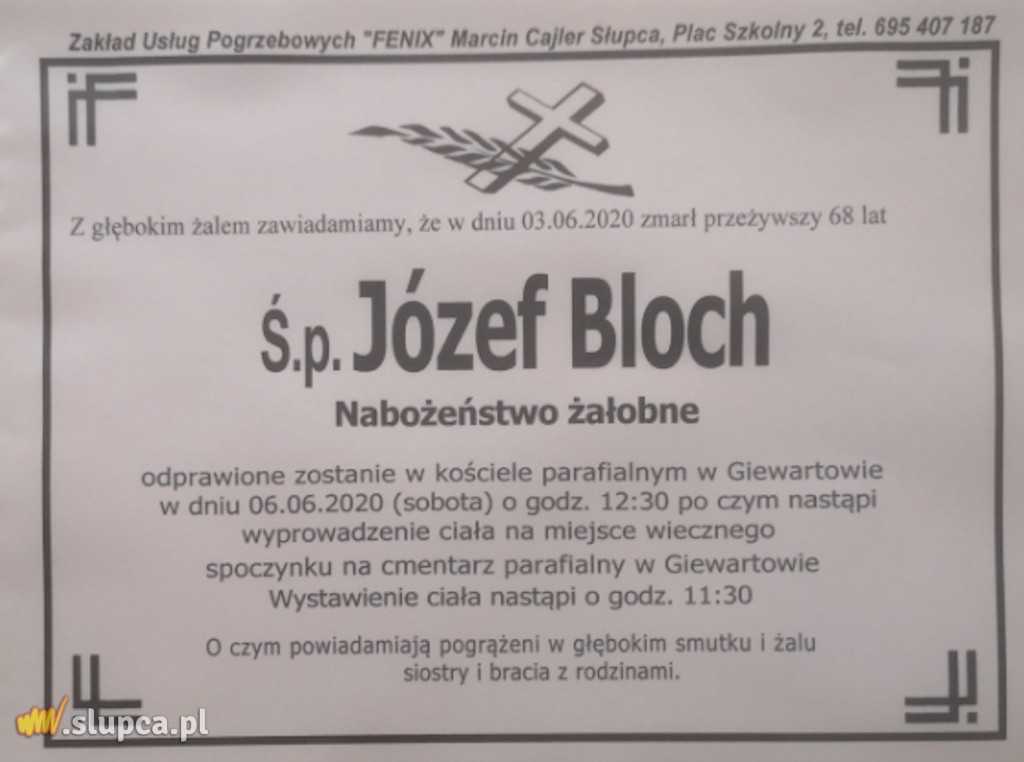 Zakład Usług Pogrzebowych "FENIX" Marcin Cajler Słupca, Plac Szkolny 2, tel. 695 407 187
Z głębokim żalem zawiadamiamy, że w dniu 03.06.2020 zmarł przeżywszy 68 lat
Ś.p. Józef Bloch
Nabożeństwo żałobne
odprawione zostanie w kościele parafialnym w Giewartowie
w dniu 06.06.2020 (sobota) o godz. 12:30 po czym nastąpi
wyprowadzenie ciała na miejsce wiecznego
spoczynku na cmentarz parafialny w Giewartowie
Wystawienie ciała nastąpi o godz. 11:30
O czym powiadamiają pogrążeni w głębokim smutku i żalu
siostry i bracia z rodzinami.
.slupca.pl